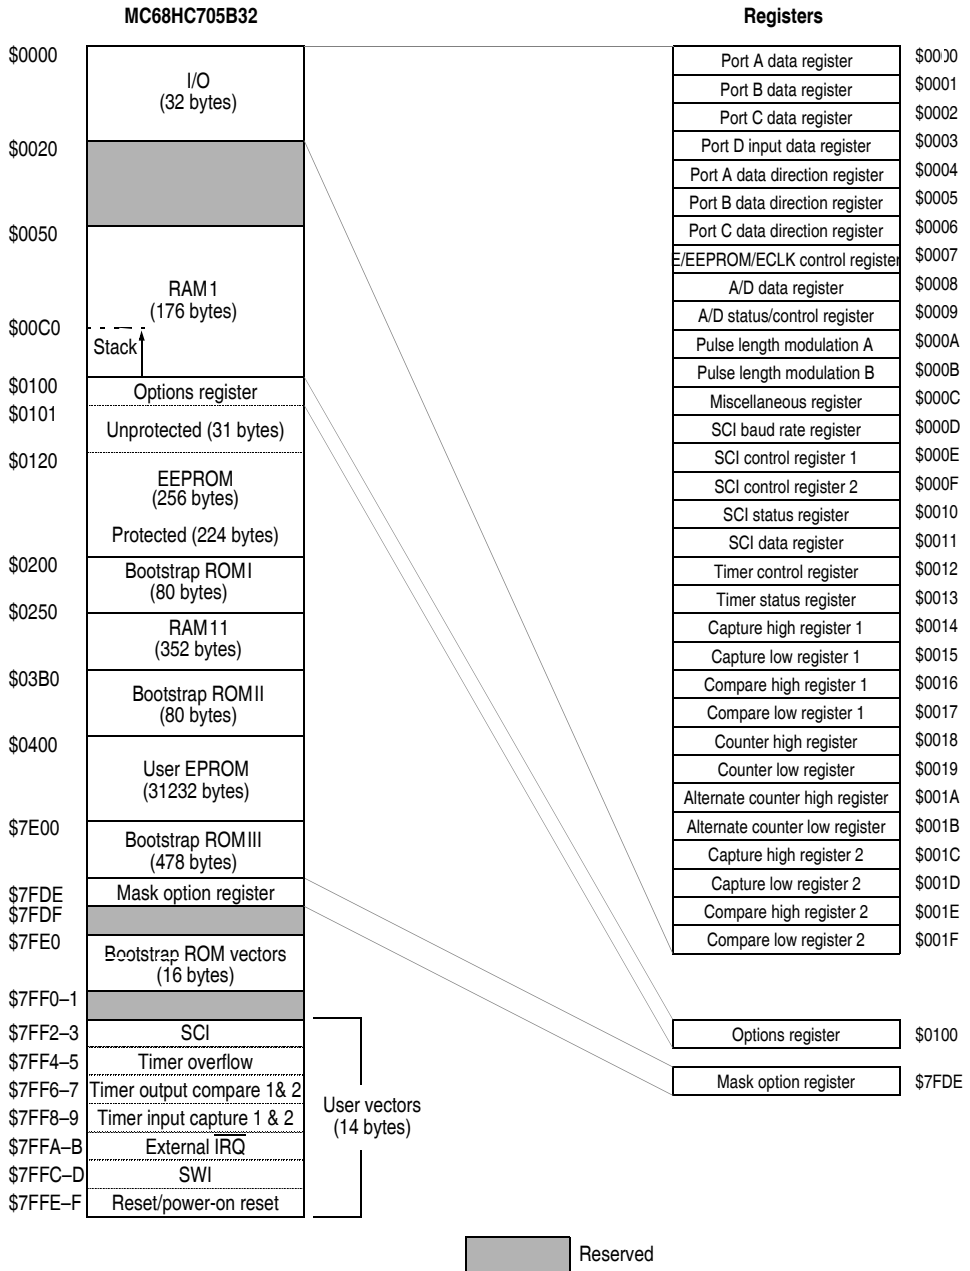 MC68HC705B32
Registers
$0000
I/O
(32 bytes)
$0020
$0050
RAM1
(176 bytes)
$00C0
Stack
$0100
Options register
$0101
Unprotected (31 bytes)
$0120
EEPROM
(256 bytes)
Protected (224 bytes)
$0200
Bootstrap ROMI
(80 bytes)
$0250
RAM11
(352 bytes)
$03B0
Bootstrap ROMII
(80 bytes)
$0400
User EPROM
(31232 bytes)
$7E00
Bootstrap ROMIII
(478 bytes)
$7FDE
Mask option register
$7FDF
$7FE0
Bootstrap ROM vectors
(16 bytes)
$7FF0–1
$7FF2–3
SCI
$7FF4–5
Timer overflow
$7FF6–7
Timer output compare 1& 2
$7FF8–9
Timer input capture 1 & 2
$7FFA–B
External IRQ
$7FFC–D
SWI
$7FFE–F
Reset/power-on reset
User vectors
(14 bytes)
Port A data register $0000
Port B data register $0001
Port C data register $0002
Port D input data register $0003
Port A data direction register $0004
Port B data direction register $0005
Port C data direction register $0006
E/EEPROM/ECLK control register $0007
A/D data register $0008
A/D status/control register $0009
Pulse length modulation A $000A
Pulse length modulation B $000B
Miscellaneous register $000C
SCI baud rate register $000D
SCI control register 1 $000E
SCI control register 2 $000F
SCI status register $0010
SCI data register $0011
Timer control register $0012
Timer status register $0013
Capture high register 1 $0014
Capture low register 1 $0015
Compare high register 1 $0016
Compare low register 1 $0017
Counter high register $0018
Counter low register $0019
Alternate counter high register $001A
Alternate counter low register $001B
Capture high register 2 $001C
Capture low register 2 $001D
Compare high register 2 $001E
Compare low register 2 $001F
Options register $0100
Mask option register $7FDE
Reserved